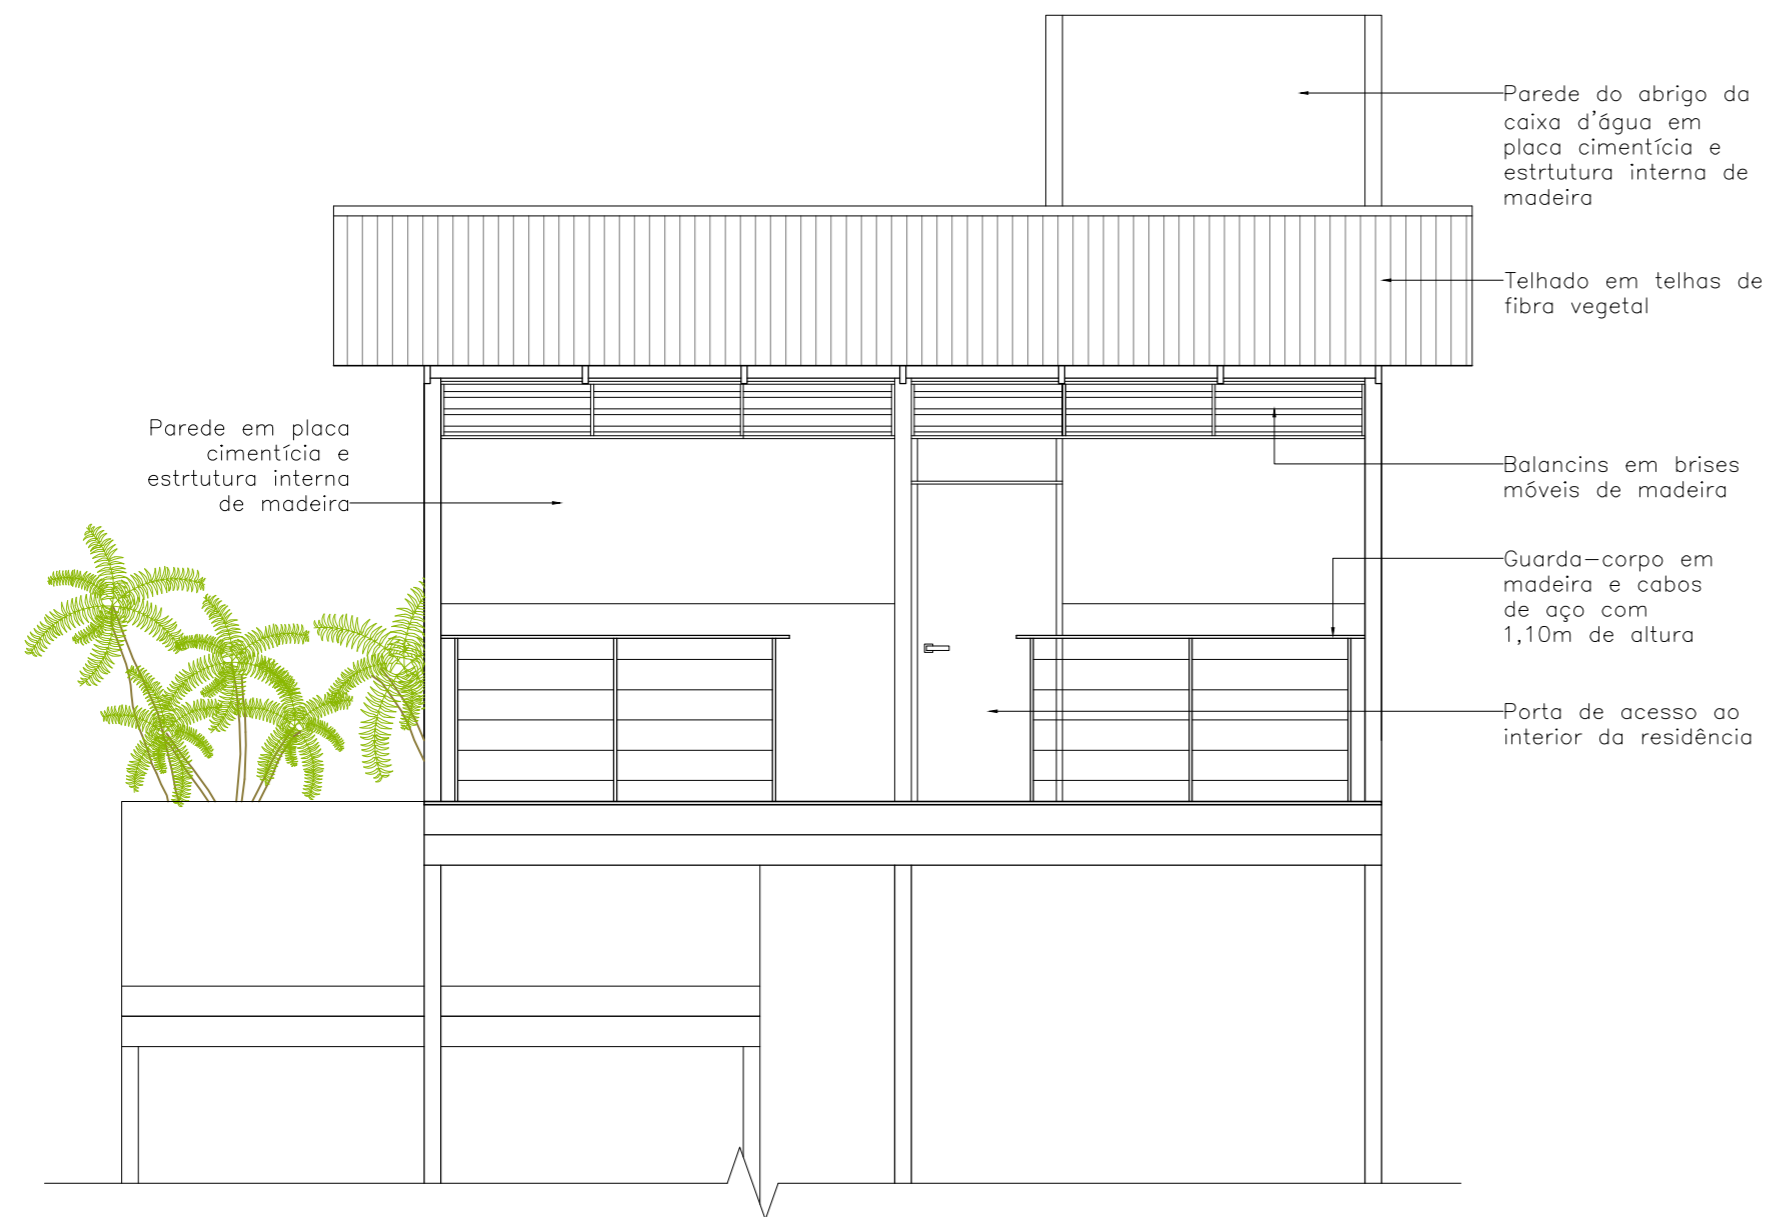 Parede do abrigo da
caixa d'água em
placa cimentícia e
estrtutura interna de
madeira
Telhado em telhas de
fibra vegetal
Parede em placa
cimentícia e
estrtutura interna
de madeira
Balancins em brises
móveis de madeira
Guarda-corpo em
madeira e cabos
de aço com
1,10m de altura
Porta de acesso ao
interior da residência